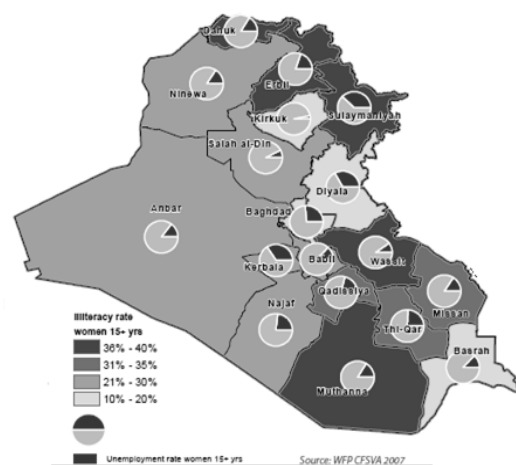 Dahuk
Erbil
Ninewa
Sulaymaniyah
Kirkuk
Salah al-Din
Diyala
Anbar
Baghdad
Wassit
Kerbala
Babil
Qadissiya
Missan
Najaf
Thi-Qar
Basrah
Muthanna
Illiteracy rate
women 15+ yrs
36% - 40%
31% - 35%
21% - 30%
10% - 20%
Unemployment rate women 15+ yrs
Source: WFP CFSVA 2007